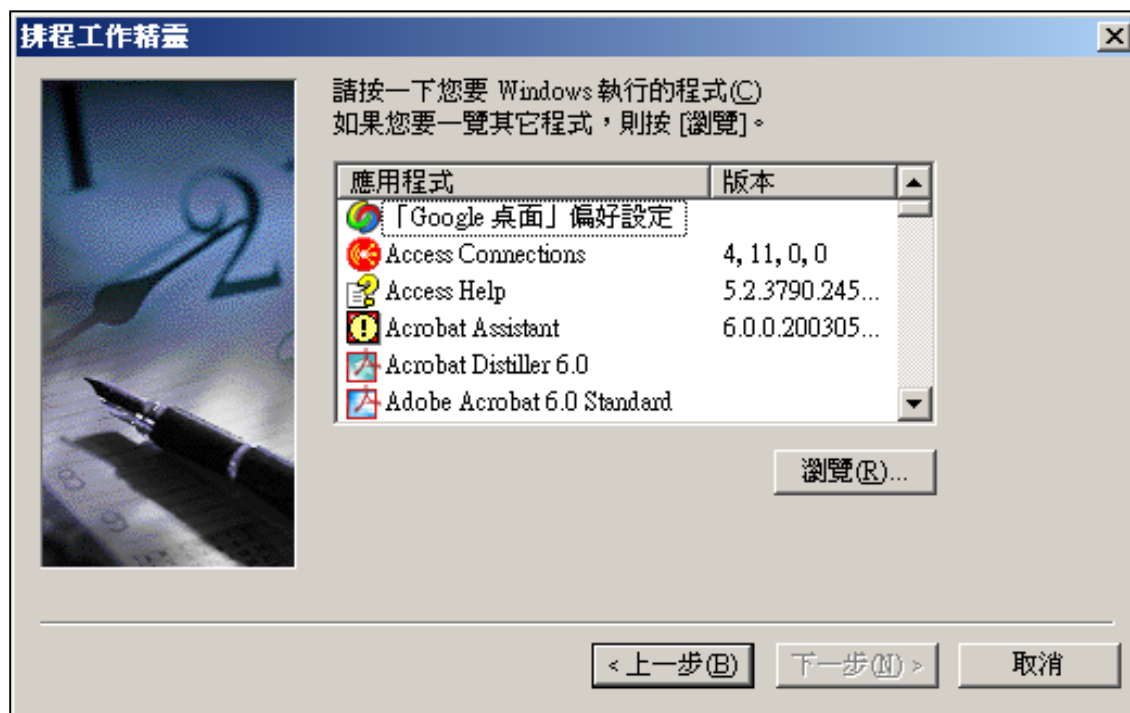 排程工作精靈
請按一下您要 Windows 執行的程式(C)
如果您要一覽其它程式，則按 [瀏覽]。
應用程式 版本
「Google 桌面」偏好設定
Access Connections 4, 11, 0, 0
Access Help 5.2.3790.245...
Acrobat Assistant 6.0.0.200305...
Acrobat Distiller 6.0
Adobe Acrobat 6.0 Standard
瀏覽(R)...
< 上一步(B) 下一步(N) > 取消